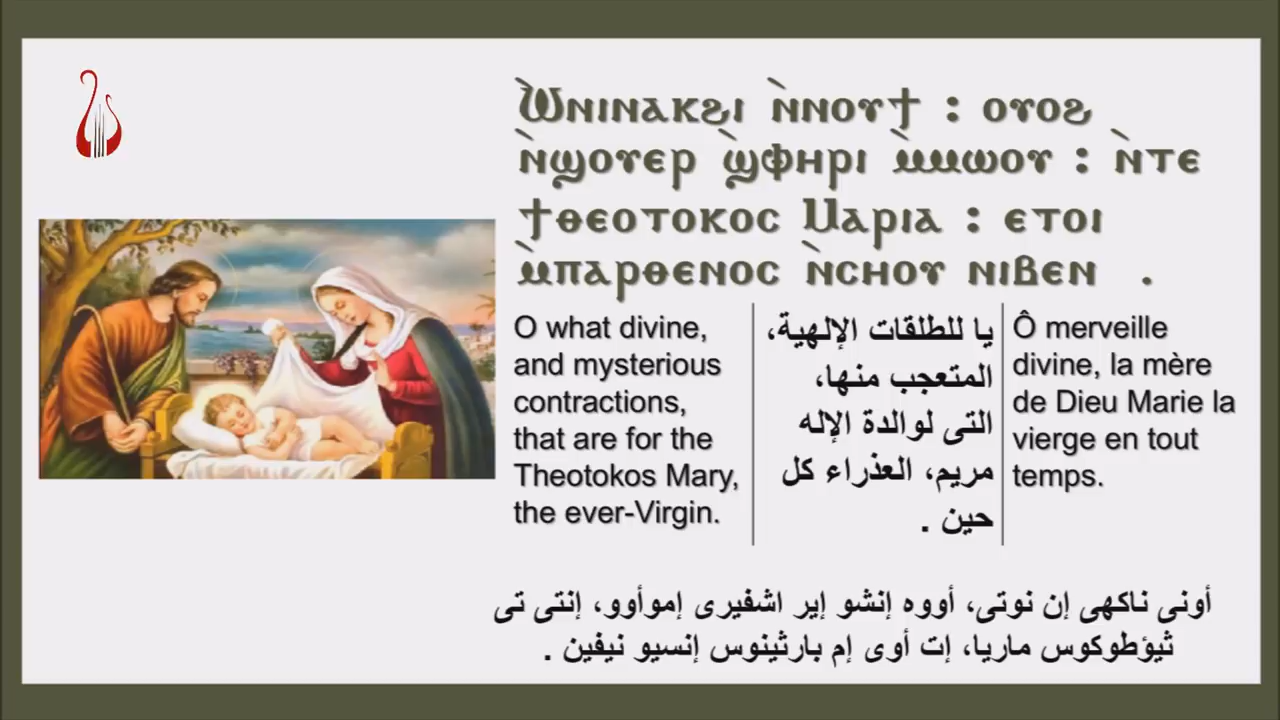 Ⲱ̀ⲛⲓⲛⲁⲕϩⲓ ⲛ̀ⲛⲟⲩϯ : ⲟⲩⲟϩ
ⲛ̀ϣⲟⲩⲉⲣ ϣ̀ⲫⲏⲣⲓ ⲙ̀ⲙⲱⲟⲩ : ⲛ̀ⲧⲉ
ϯⲑⲉⲟⲧⲟⲕⲟⲥ Ⲙⲁⲣⲓⲁ : ⲉⲧⲟⲓ
ⲙ̀ⲡⲁⲣⲑⲉⲛⲟⲥ ⲛ̀ⲥⲏⲟⲩ ⲛⲓⲃⲉⲛ .
O what divine,
and mysterious
contractions,
that are for the
Theotokos Mary,
the ever-Virgin.
يا للطلقات الإلهية،
المتعجب منها،
التى لوالدة الإله
مريم، العذراء كل
حين .
Ô merveille
divine, la mère
de Dieu Marie la
vierge en tout
temps.
أونى ناكهى إن نوتى، أووه إنشو إير اشفيرى إموأوو، إنتى تى
ثيؤطوكوس ماريا، إت أوى إم بارثينوس إنسيو نيفين .